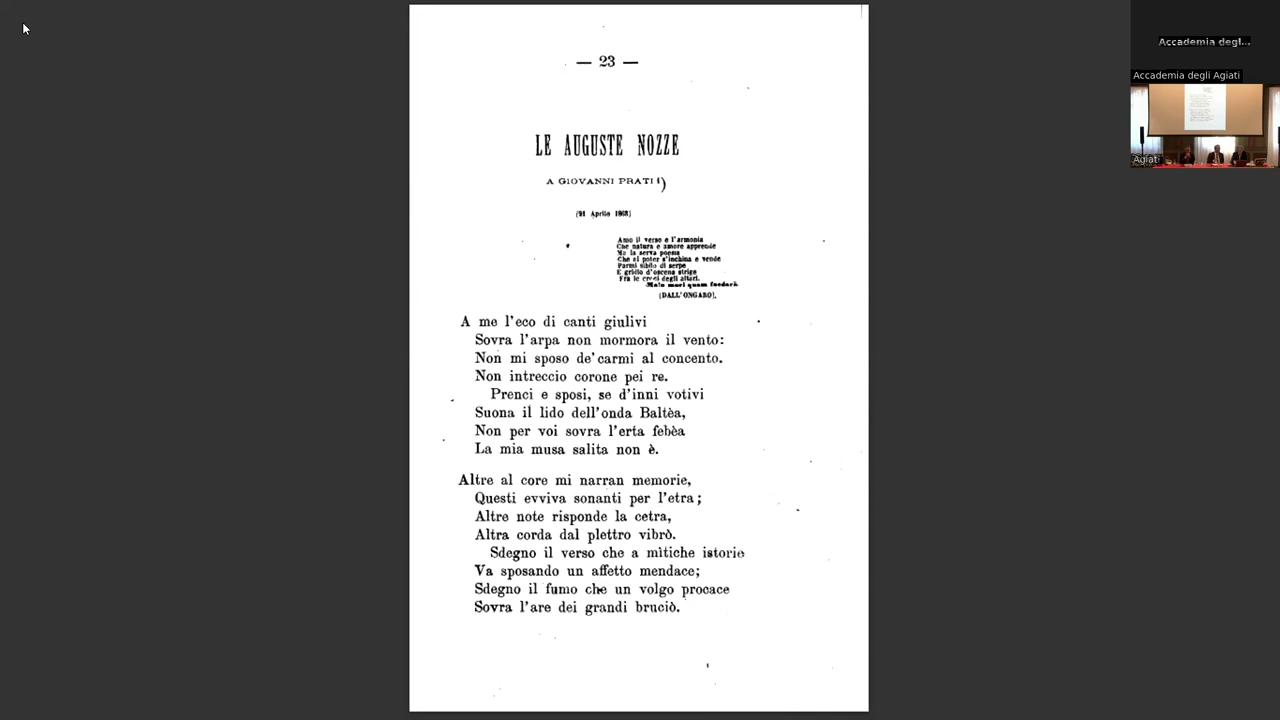 — 23 —
LE AUGUSTE NOZZE
A GIOVANNI PRATI ¹)
(21 Aprile 1868)
Amo il verso e l'armonia
Che natura e amore apprende
Ma la serva poesia
Che al poter s'inchina e vende
Parmi sibilo di serpe
E grido d'oscena strige
Fra le croci degli altari.
Malo mori quam foedari.
(DALL'ONGARO).
A me l'eco di canti giulivi
Sovra l'arpa non mormora il vento:
Non mi sposo de' carmi al concento.
Non intreccio corone pei re.
Prenci e sposi, se d'inni votivi
Suona il lido dell'onda Baltèa,
Non per voi sovra l'erta febèa
La mia musa salita non è.
Altre al core mi narran memorie,
Questi evviva sonanti per l'etra;
Altre note risponde la cetra,
Altra corda dal plettro vibrò.
Sdegno il verso che a mitiche istorie
Va sposando un affetto mendace;
Sdegno il fumo che un volgo procace
Sovra l'are dei grandi bruciò.
Accademia degl...
Accademia degli Agiati
Agiati